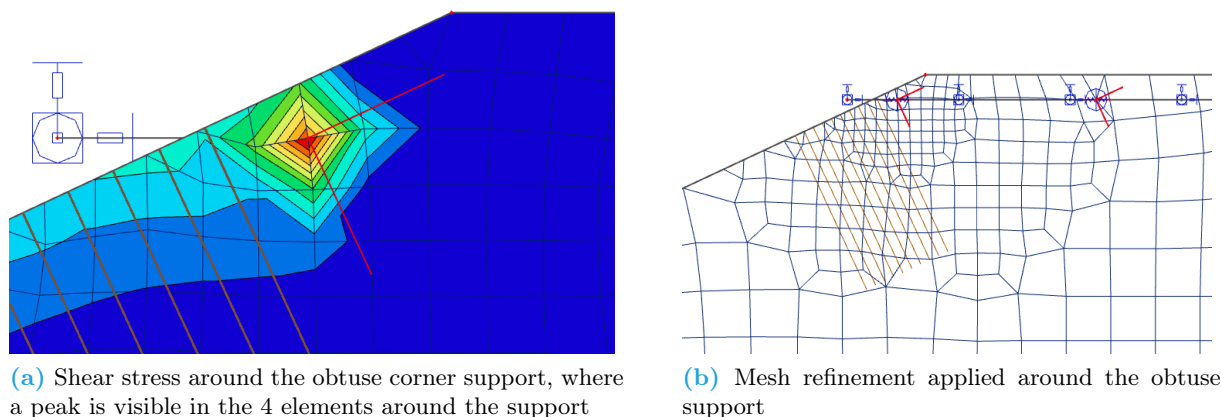 (a) Shear stress around the obtuse corner support, where
a peak is visible in the 4 elements around the support
(b) Mesh refinement applied around the obtuse
support